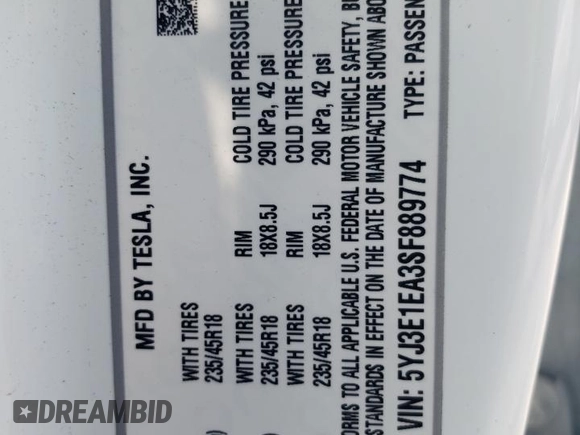 MFD BY TESLA, INC.
WITH TIRES
235/45R18
WITH TIRES RIM COLD TIRE PRESSURE
235/45R18 18X8.5J 290 kPa, 42 psi
WITH TIRES RIM COLD TIRE PRESSURE
235/45R18 18X8.5J 290 kPa, 42 psi
ORMS TO ALL APPLICABLE U.S. FEDERAL MOTOR VEHICLE SAFETY,
STANDARDS IN EFFECT ON THE DATE OF MANUFACTURE SHOWN ABO
VIN: 5YJ3E1EA3SF889774 TYPE: PASSEN
DREAMBID